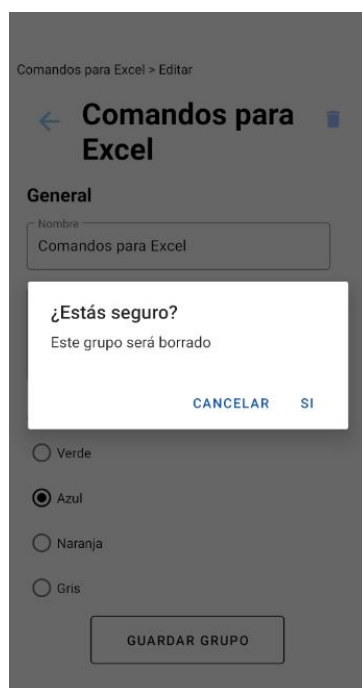 Comandos para Excel > Editar
Comandos para
Excel
General
Nombre
Comandos para Excel
¿Estás seguro?
Este grupo será borrado
CANCELAR SI
Verde
Azul
Naranja
Gris
GUARDAR GRUPO